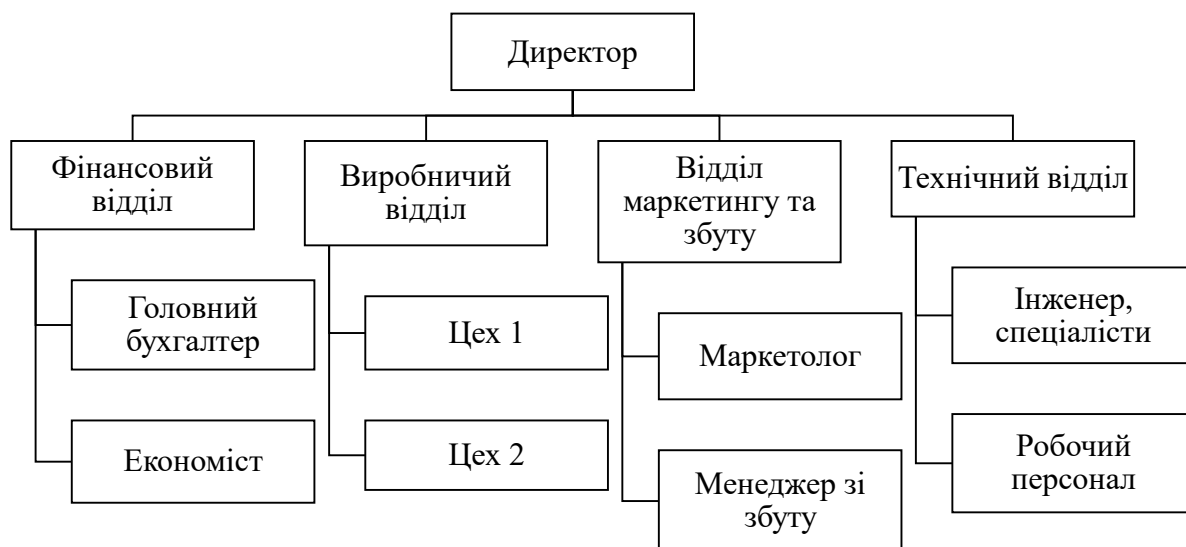 Директор
Фінансовий
відділ
Виробничий
відділ
Відділ
маркетингу та
збуту
Технічний відділ
Головний
бухгалтер
Економіст
Цех 1
Цех 2
Маркетолог
Менеджер зі
збуту
Інженер,
спеціалісти
Робочий
персонал